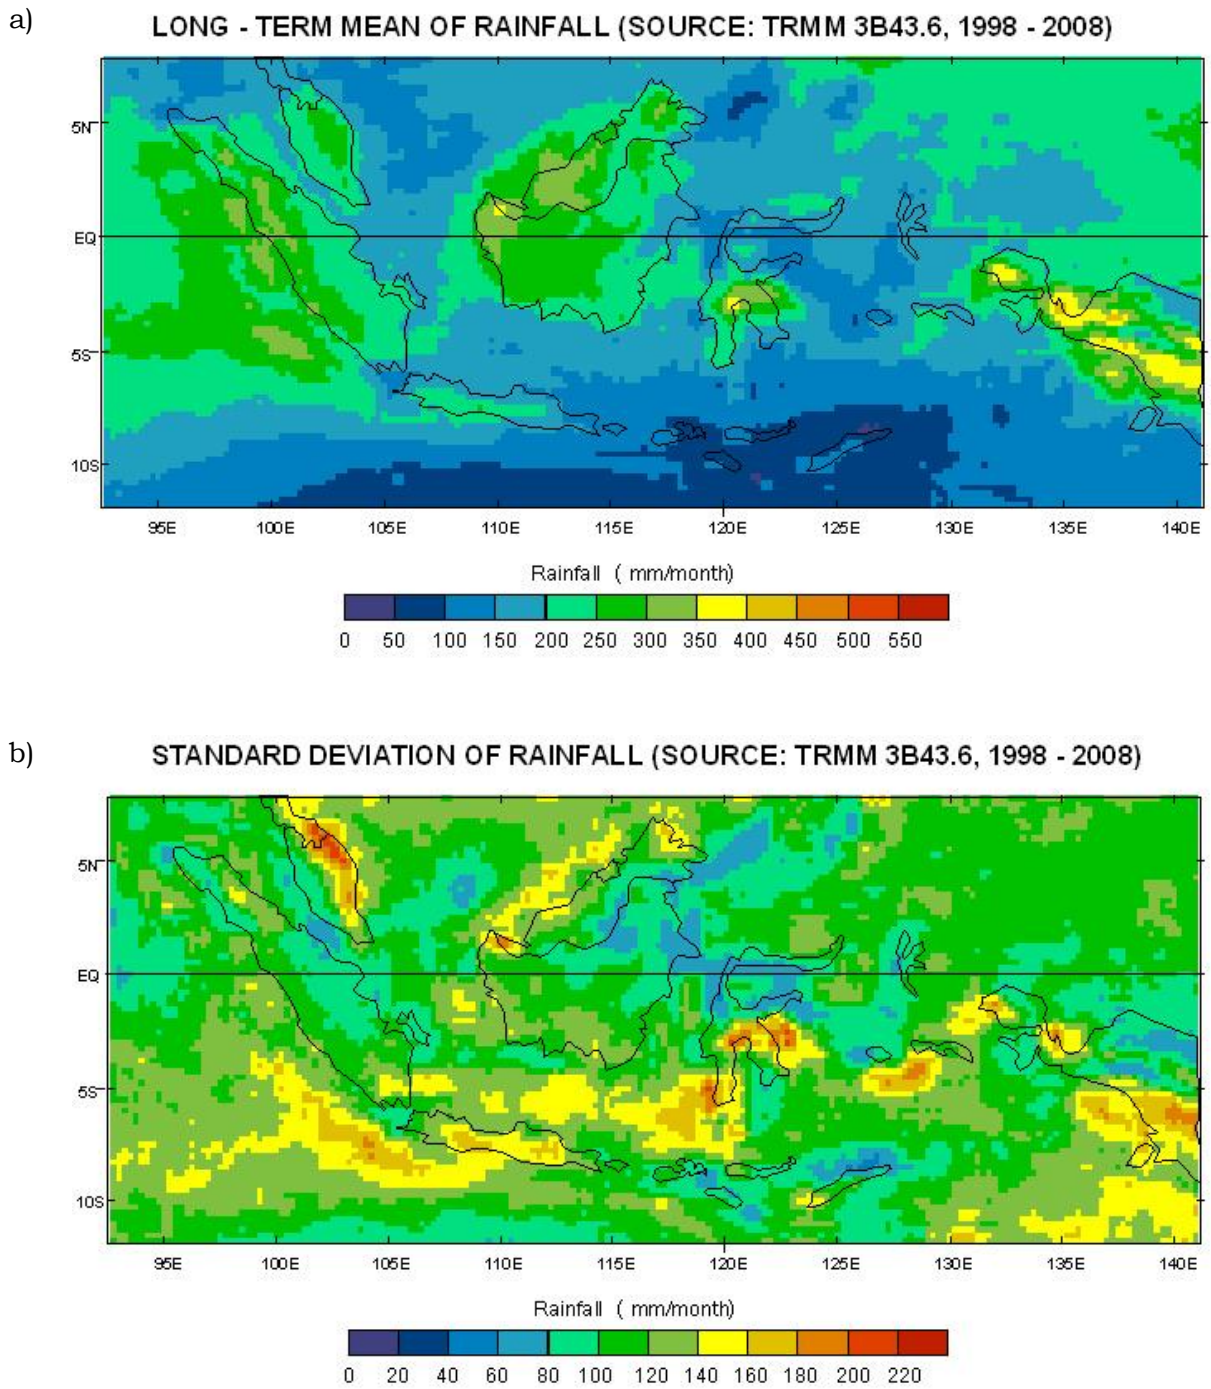 a)
LONG - TERM MEAN OF RAINFALL (SOURCE: TRMM 3B43.6, 1998 - 2008)
5N
EQ
5S
10S
95E 100E 105E 110E 115E 120E 125E 130E 135E 140E
Rainfall ( mm/month)
0 50 100 150 200 250 300 350 400 450 500 550
b)
STANDARD DEVIATION OF RAINFALL (SOURCE: TRMM 3B43.6, 1998 - 2008)
5N
EQ
5S
10S
95E 100E 105E 110E 115E 120E 125E 130E 135E 140E
Rainfall ( mm/month)
0 20 40 60 80 100 120 140 160 180 200 220